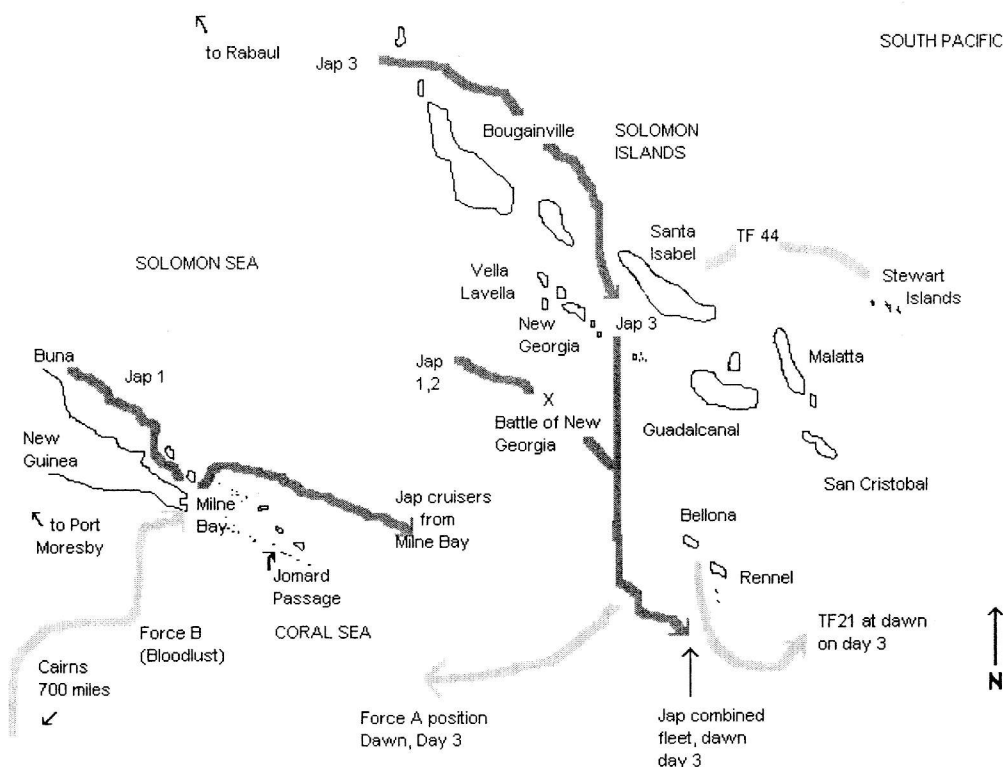 to Rabaul
Jap 3
SOUTH PACIFIC
Bougainville
SOLOMON
ISLANDS
SOLOMON SEA
Santa
Isabel
TF 44
Stewart
Islands
Vella
Lavella
New
Georgia
Jap 3
Malatta
Buna
Jap 1
Jap
1,2
X
Battle of New
Georgia
Guadalcanal
New
Guinea
San Cristobal
Milne
Bay
Jap cruisers
from
Milne Bay
to Port
Moresby
Bellona
Jomard
Passage
Rennel
Force B
(Bloodlust)
CORAL SEA
TF21 at dawn
on day 3
Cairns
700 miles
N
Force A position
Dawn, Day 3
Jap combined
fleet, dawn
day 3